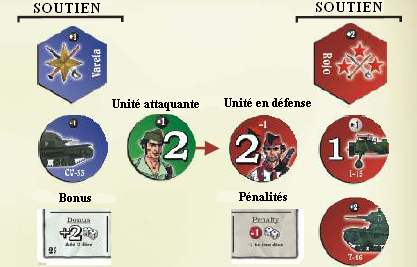 SOUTIEN SOUTIEN
+1 Varela
+2 Rojo
Unité attaquante Unité en défense
+1 CV-33
+1 2
-1 2
+1 1 I-15
Bonus Pénalités
Bonus
+2
Add 2 dice
Penalty
+2 T-26